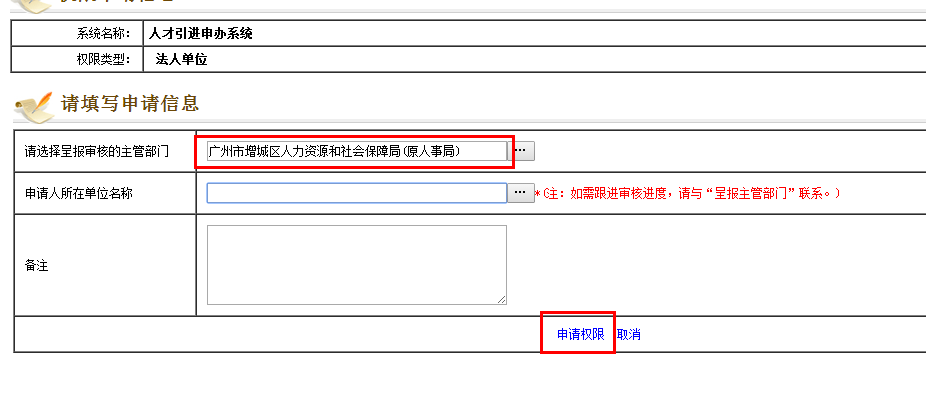 系统名称： 人才引进申办系统
权限类型： 法人单位
请填写申请信息
请选择呈报审核的主管部门 广州市增城区人力资源和社会保障局(原人事局) ...
申请人所在单位名称 ... *(注：如需跟进审核进度，请与“呈报主管部门”联系。)
备注
申请权限 取消